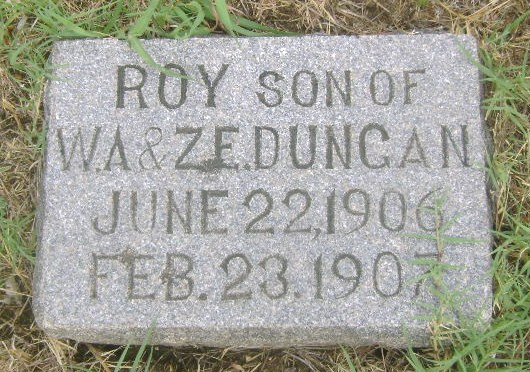 ROY SON OF
W.A & Z.E. DUNCAN
JUNE 22, 1906
FEB. 23. 1907